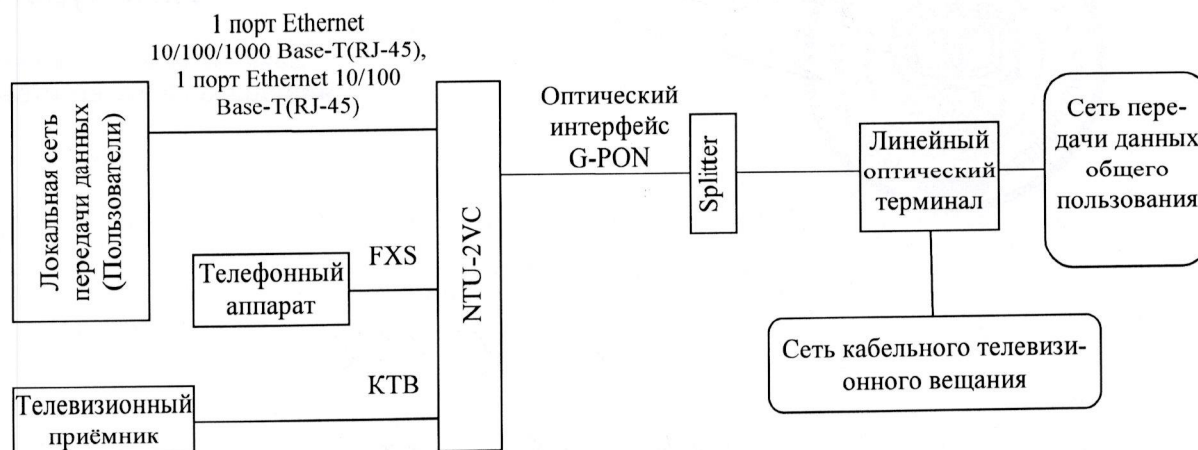 1 порт Ethernet
10/100/1000 Base-T(RJ-45),
1 порт Ethernet 10/100
Base-T(RJ-45)
Локальная сеть
передачи данных
(Пользователи)
Телефонный
аппарат
FXS
Телевизионный
приёмник
КТВ
NTU-2VC
Оптический
интерфейс
G-PON
Splitter
Линейный
оптический
терминал
Сеть пере-
дачи данных
общего
пользования
Сеть кабельного телевизи-
онного вещания